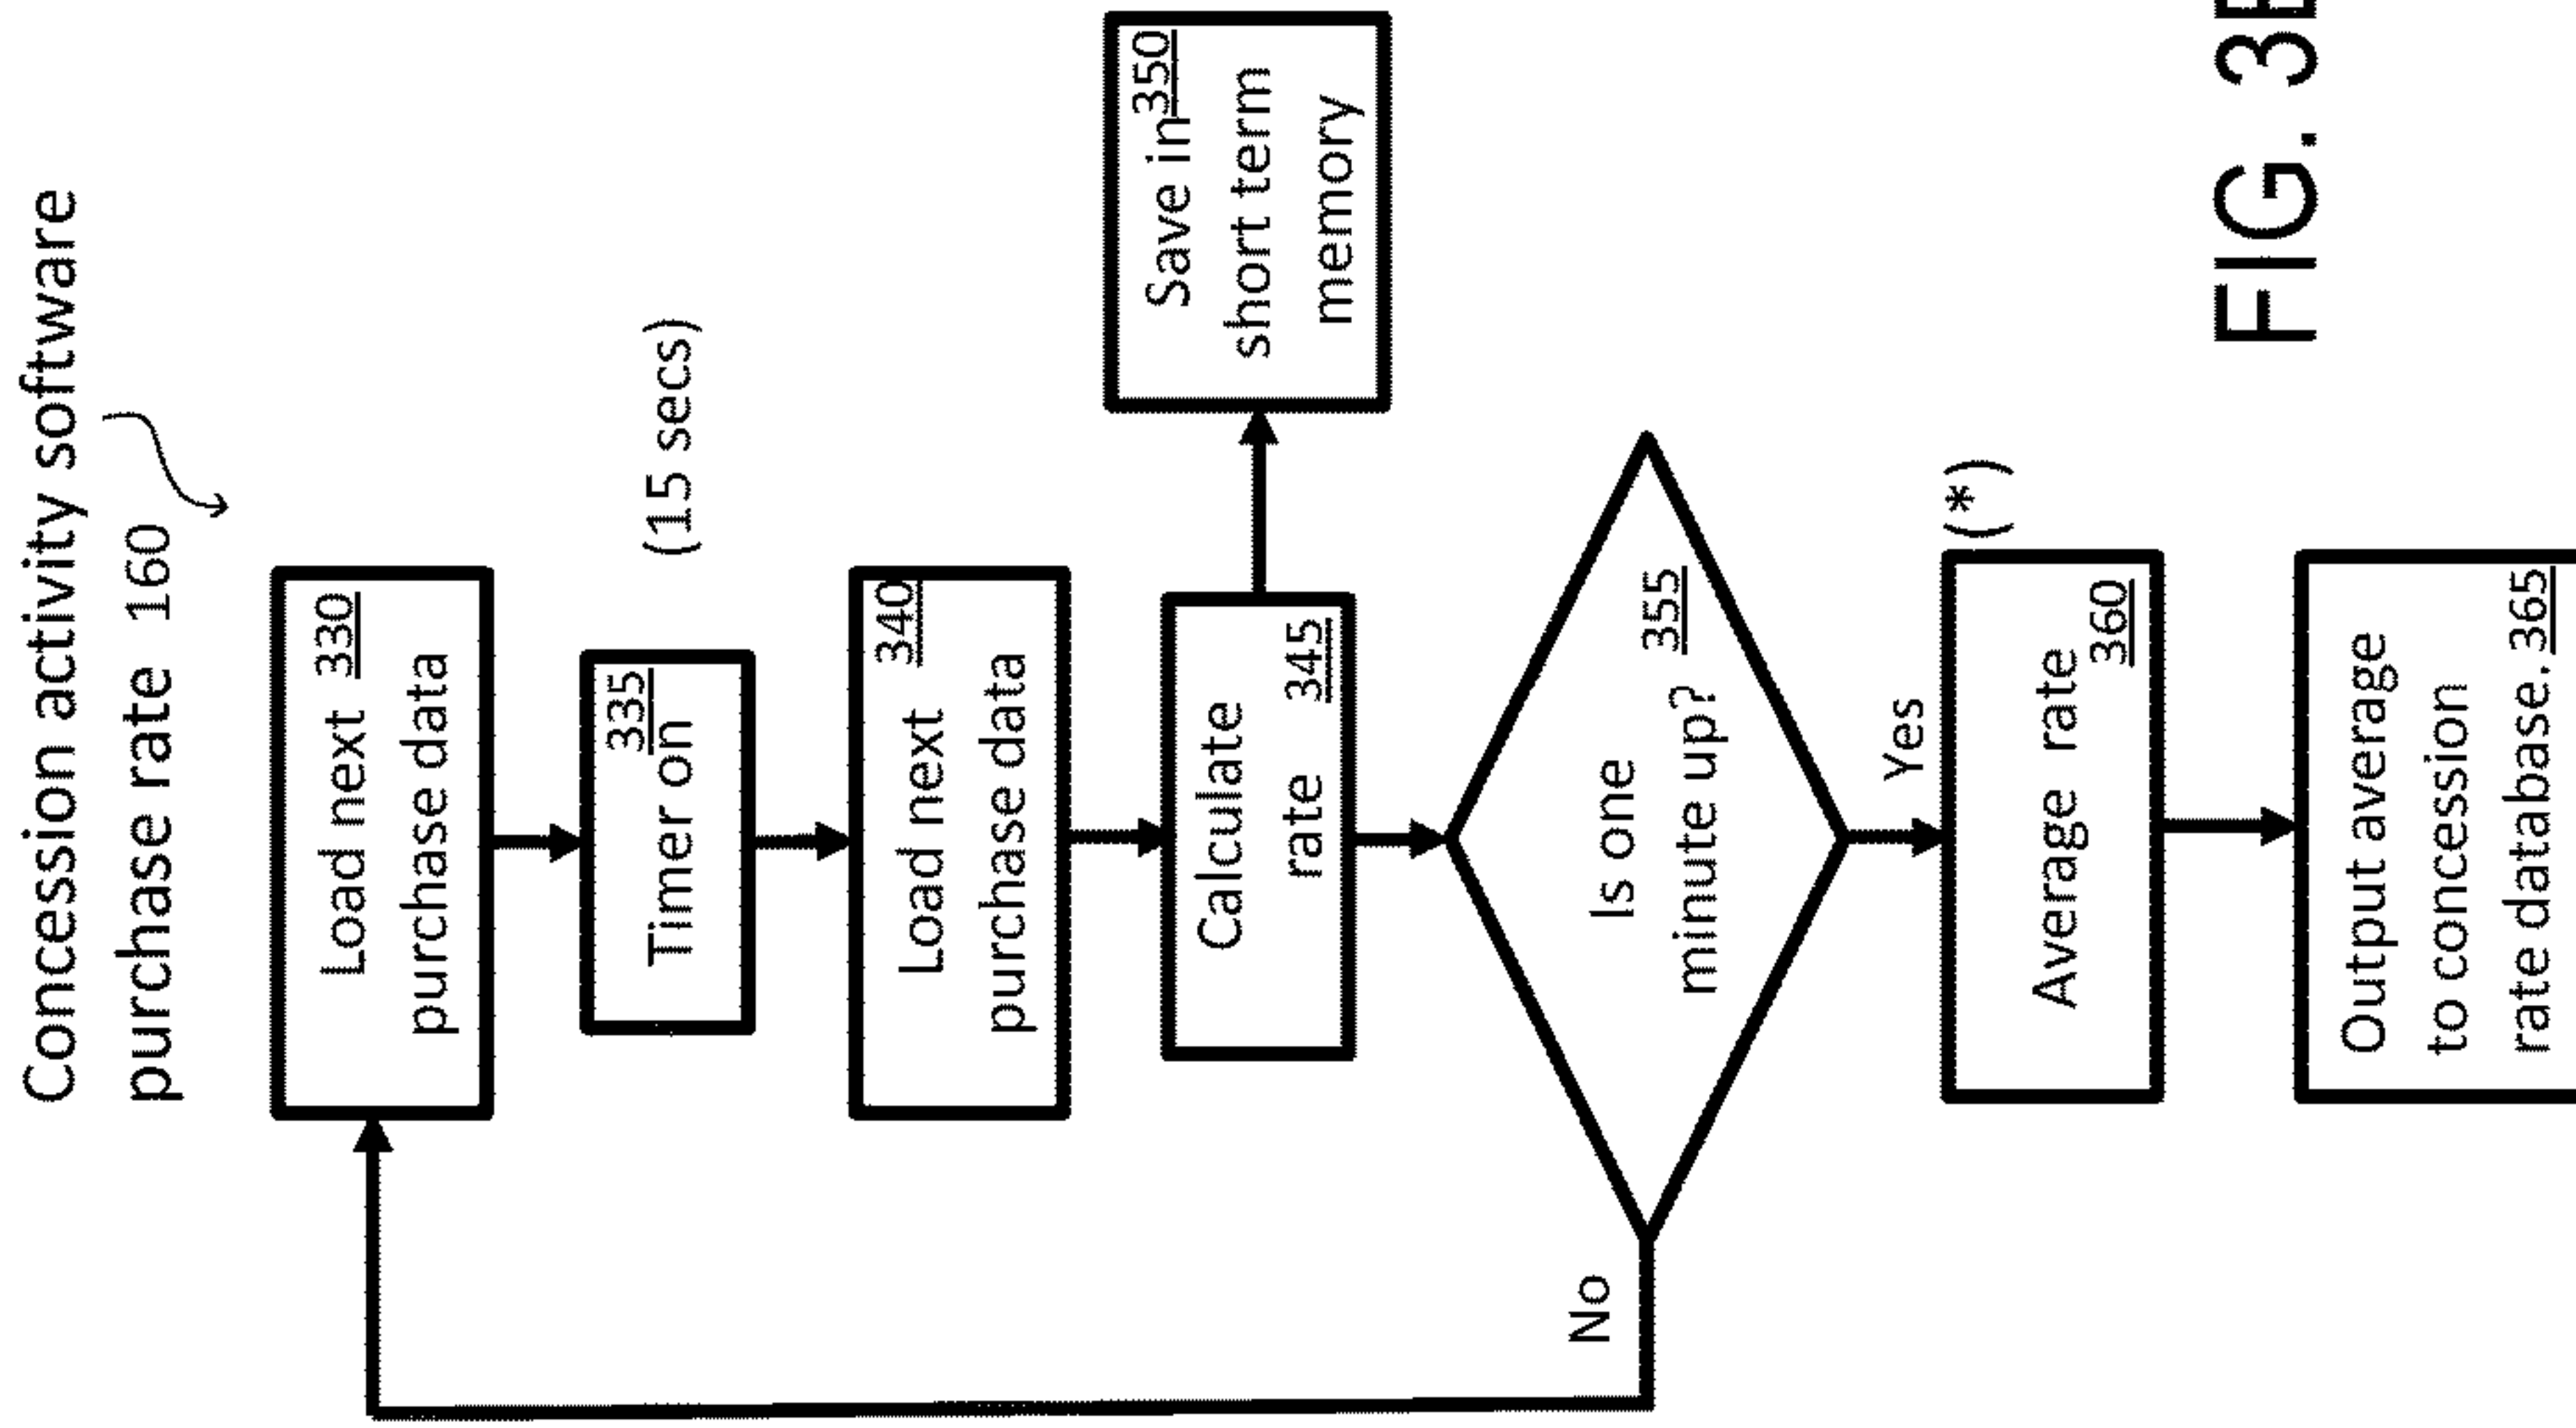 Concession activity software
purchase rate 160
Load next 330
purchase data
335
Timer on
(15 secs)
340
Load next
purchase data
Calculate
rate 345
Save in 350
short term
memory
Is one
minute up? 355
No
Yes
(*)
Average rate
360
Output average
to concession
rate database. 365
FIG.